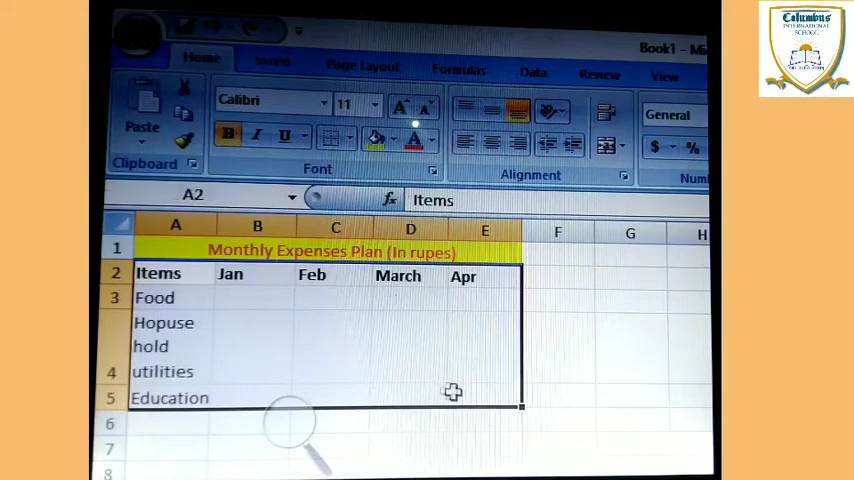 Columbus
INTERNATIONAL
SCHOOL
Book1 - Mi
Home Insert Page Layout Formulas Data Review View
Calibri 11 General
Paste B I U A $ %
Clipboard Font Alignment Num
A2 fx Items
A B C D E F G H
1 Monthly Expenses Plan (In rupes)
2 Items Jan Feb March Apr
3 Food
Hopuse
hold
4 utilities
5 Education
6
7
8